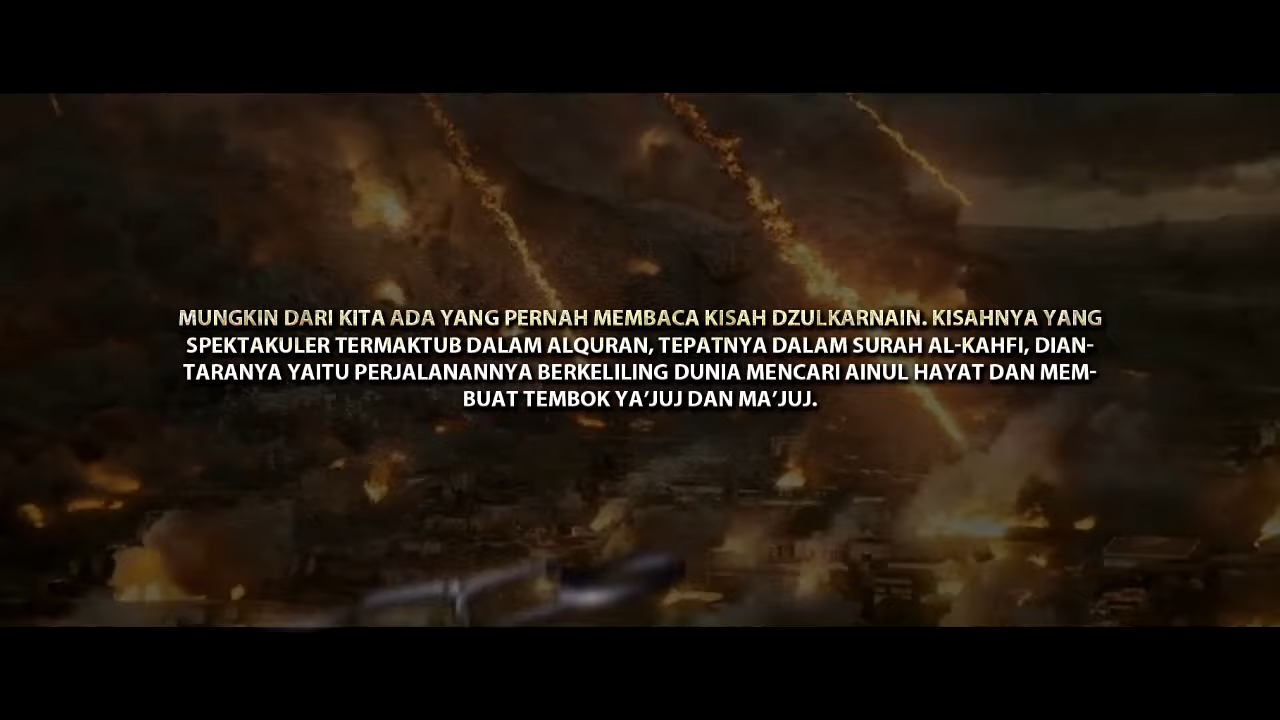 MUNGKIN DARI KITA ADA YANG PERNAH MEMBACA KISAH DZULKARNAIN. KISAHNYA YANG
SPEKTAKULER TERMAKTUB DALAM ALQURAN, TEPATNYA DALAM SURAH AL-KAHFI, DIAN-
TARANYA YAITU PERJALANANNYA BERKELILING DUNIA MENCARI AINUL HAYAT DAN MEM-
BUAT TEMBOK YA’JUJ DAN MA’JUJ.